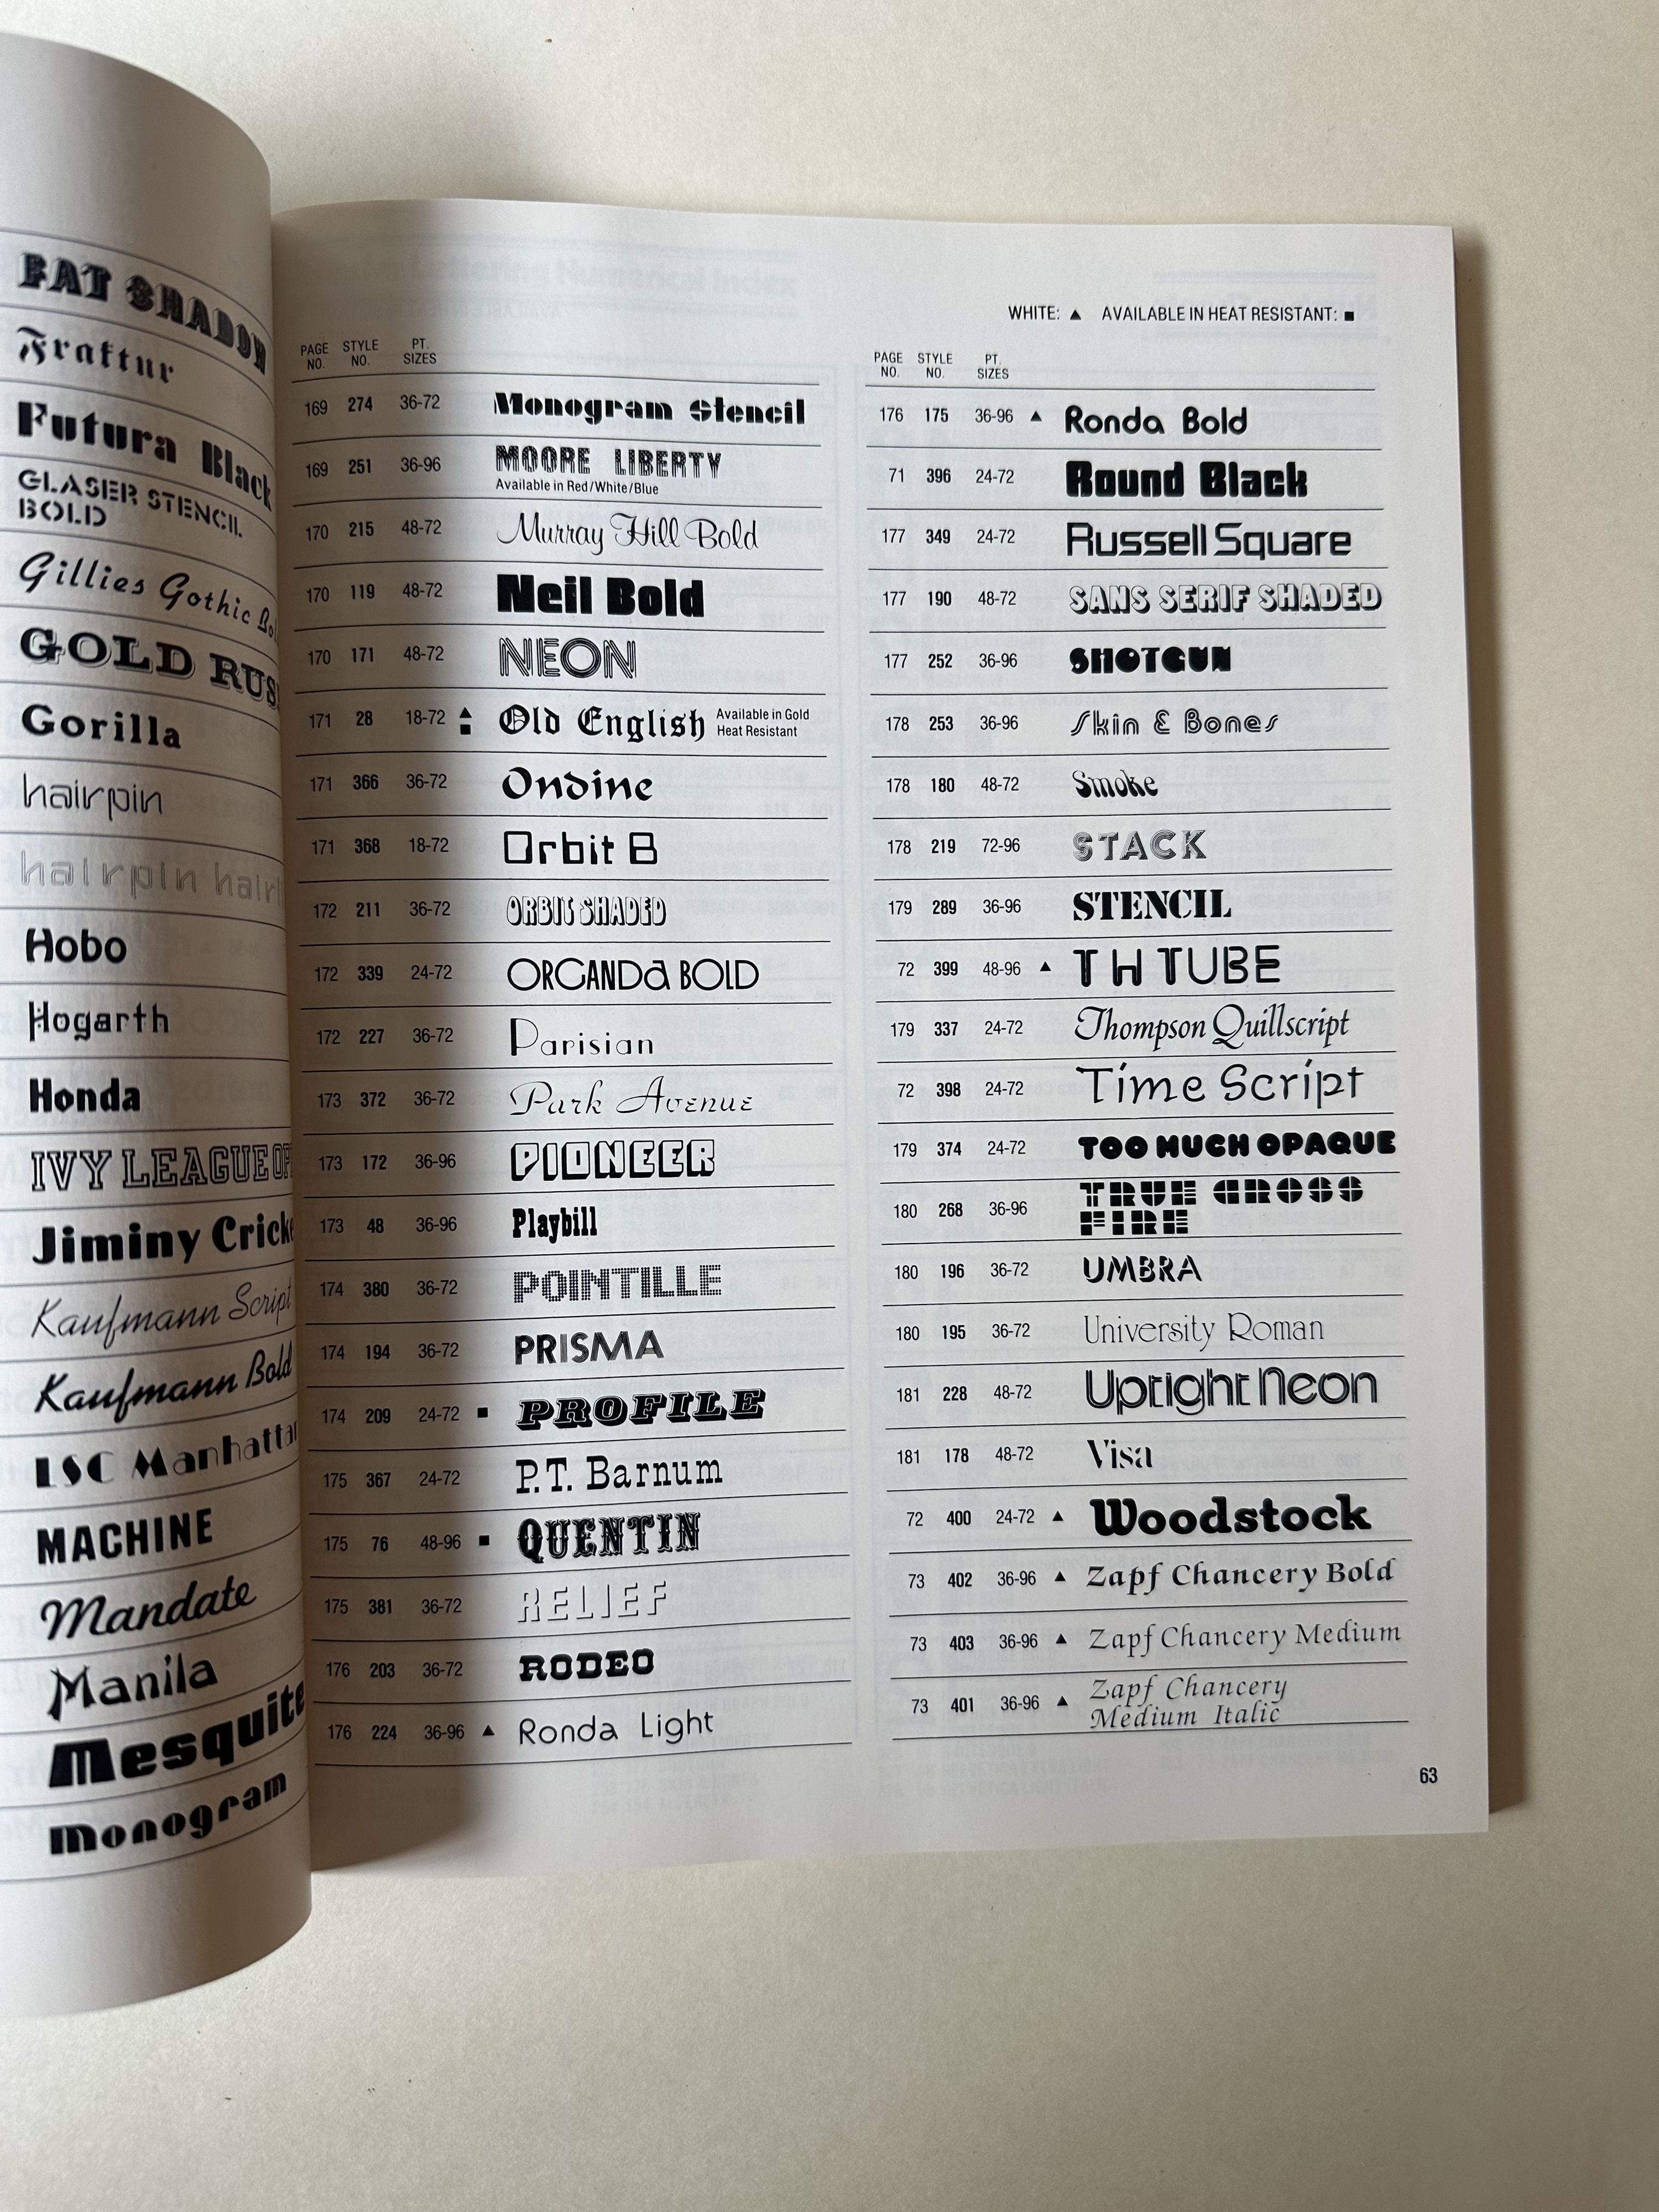 FAT SHADOW
Fraktur
Futura Black
GLASER STENCIL
BOLD
Gillies Gothic
GOLD
Gorilla
hairpin
hairpin
Hobo
Hogarth
Honda
IVY LEAGUE
Jiminy
Kaufmann Script
Kaufmann Bold
LSC
MACHINE
Mandate
Manila
Mesquite
Monogram
WHITE: ▲ AVAILABLE IN HEAT RESISTANT: ■
PAGE NO. STYLE NO. PT. SIZES
169 274 36-72 Monogram Stencil
169 251 36-96 MOORE LIBERTY
Available in Red/White/Blue
170 215 48-72 Murray Hill Bold
170 119 48-72 Neil Bold
170 171 48-72 NEON
171 28 18-72 ▲ ■ Old English Available in Gold
Heat Resistant
171 366 36-72 Ondine
171 368 18-72 Orbit B
172 211 36-72 ORBIT SHADED
172 339 24-72 ORGANDa BOLD
172 227 36-72 Parisian
173 372 36-72 Park Avenue
173 172 36-96 PIONEER
173 48 36-96 Playbill
174 380 36-72 POINTILLE
174 194 36-72 PRISMA
174 209 24-72 ■ PROFILE
175 367 24-72 P.T. Barnum
175 76 48-96 ■ QUENTIN
175 381 36-72 RELIEF
176 203 36-72 RODEO
176 224 36-96 ▲ Ronda Light
PAGE NO. STYLE NO. PT. SIZES
176 175 36-96 ▲ Ronda Bold
71 396 24-72 Round Black
177 349 24-72 Russell Square
177 190 48-72 SANS SERIF SHADED
177 252 36-96 SHOTGUN
178 253 36-96 Skin & Bones
178 180 48-72 Smoke
178 219 72-96 STACK
179 289 36-96 STENCIL
72 399 48-96 ▲ TH TUBE
179 337 24-72 Thompson Quillscript
72 398 24-72 Time Script
179 374 24-72 TOO MUCH OPAQUE
180 268 36-96 TRUE GROSS
FIRE
180 196 36-72 UMBRA
180 195 36-72 University Roman
181 228 48-72 Upright Neon
181 178 48-72 Visa
72 400 24-72 ▲ Woodstock
73 402 36-96 ▲ Zapf Chancery Bold
73 403 36-96 ▲ Zapf Chancery Medium
73 401 36-96 ▲ Zapf Chancery
Medium Italic
63